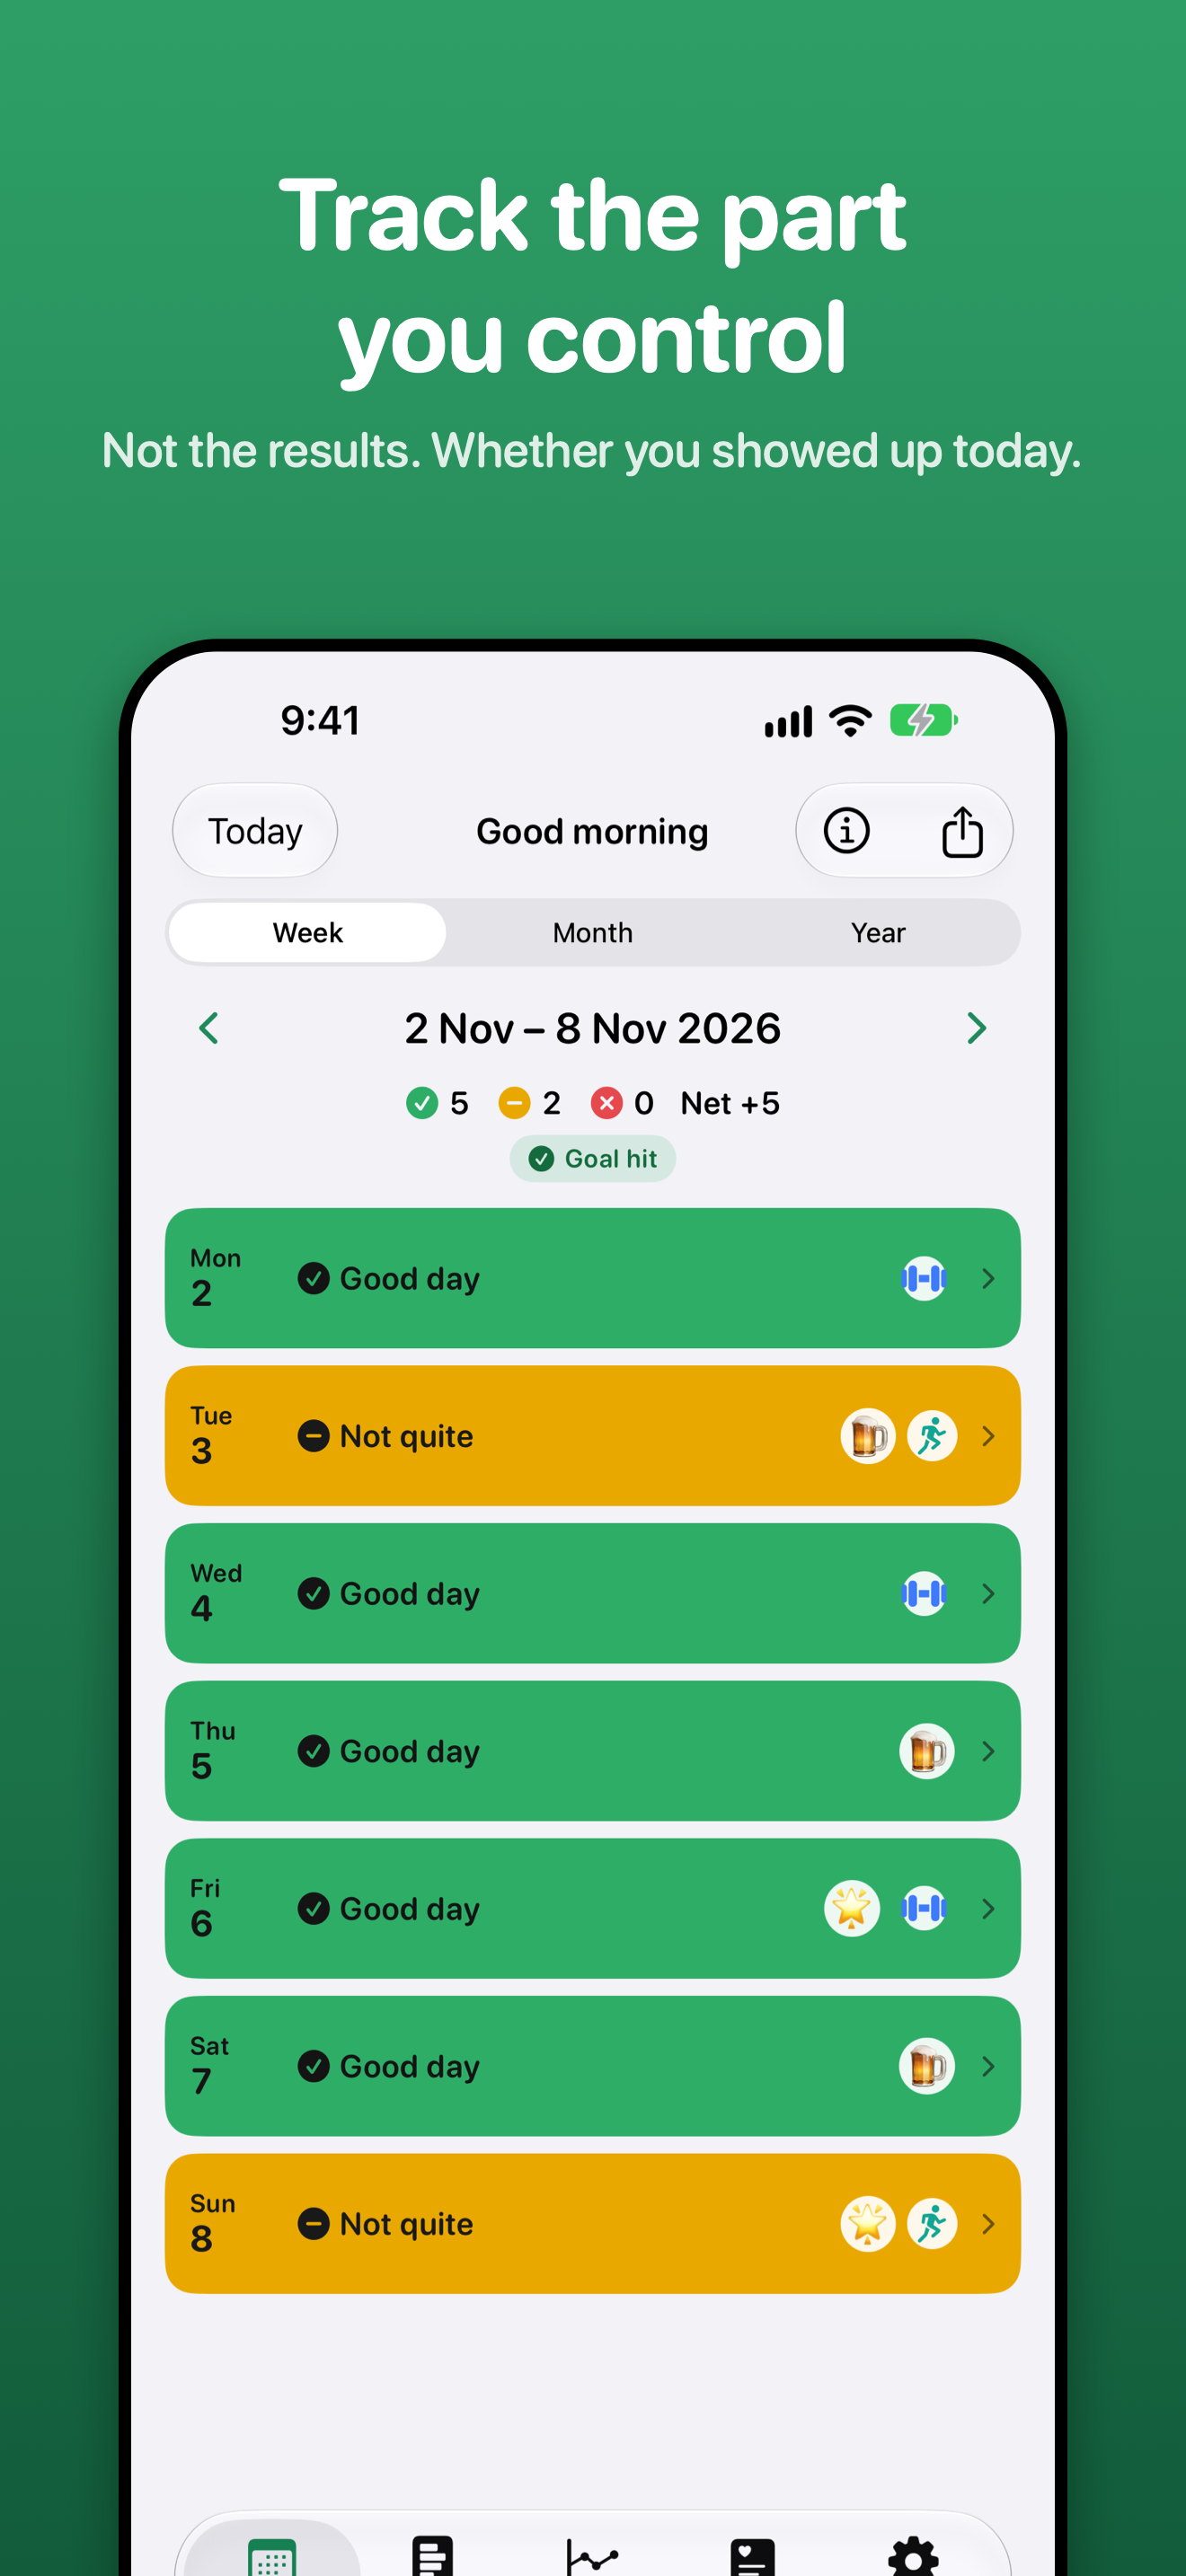 Track the part
you control
Not the results. Whether you showed up today.
9:41
Today
Good morning
Week
Month
Year
2 Nov – 8 Nov 2026
5 2 0 Net +5
Goal hit
Mon
2
Good day
Tue
3
Not quite
Wed
4
Good day
Thu
5
Good day
Fri
6
Good day
Sat
7
Good day
Sun
8
Not quite